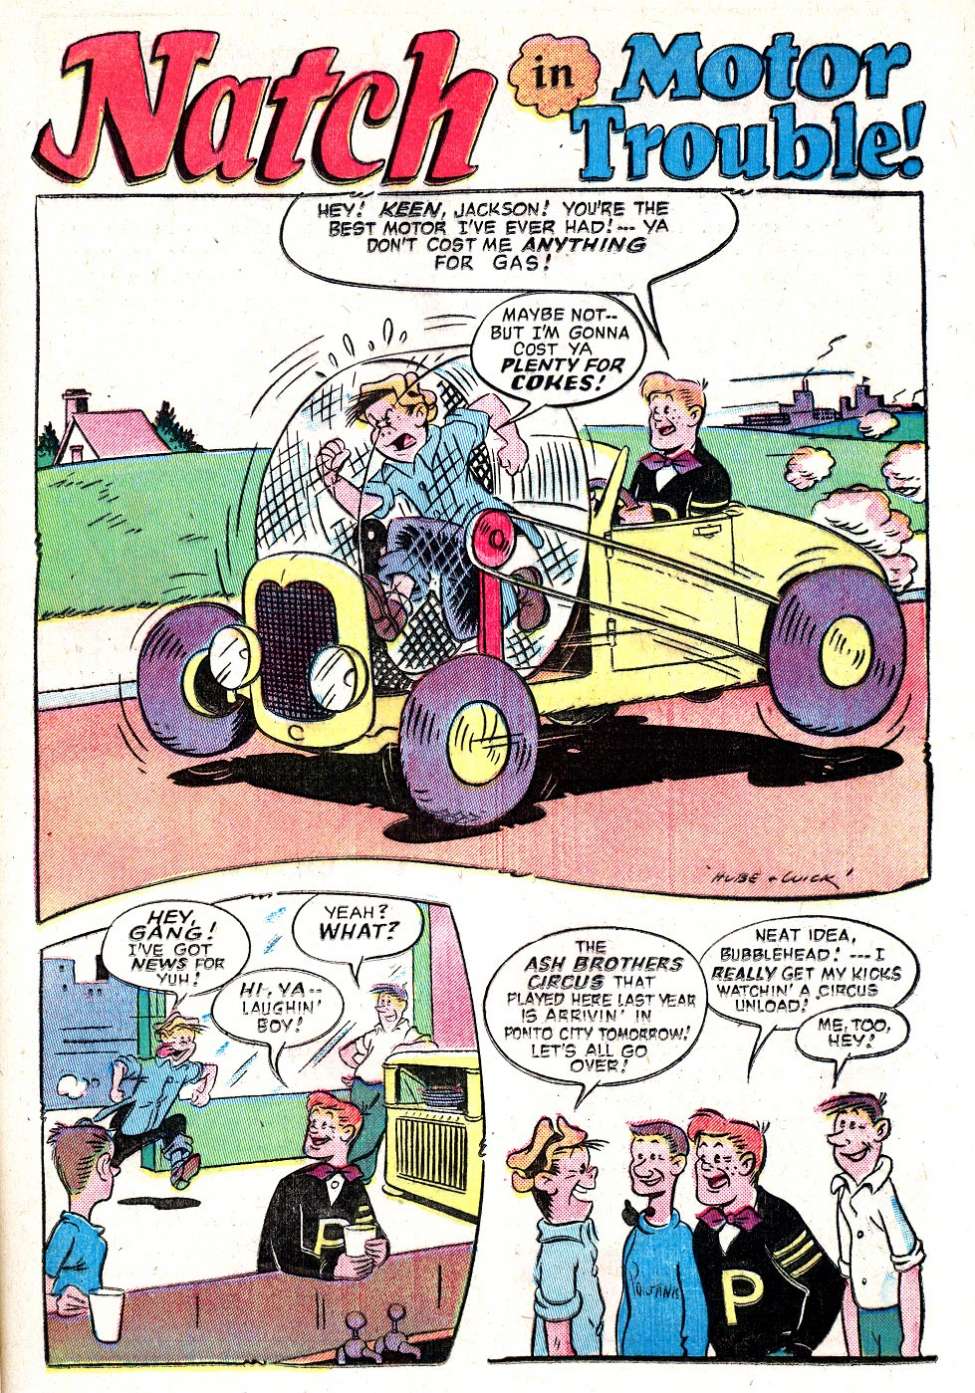 Natch
in
Motor
Trouble!
HEY! KEEN, JACKSON! YOU'RE THE
BEST MOTOR I'VE EVER HAD!--- YA
DON'T COST ME ANYTHING
FOR GAS!
MAYBE NOT--
BUT I'M GONNA
COST YA
PLENTY FOR
COKES!
'HUBE + QUICK'
HEY,
GANG!
I'VE GOT
NEWS FOR
YUH!
HI, YA--
LAUGHIN'
BOY!
YEAH?
WHAT?
P
THE
ASH BROTHERS
CIRCUS THAT
PLAYED HERE LAST YEAR
IS ARRIVIN' IN
PONTO CITY TOMORROW!
LET'S ALL GO
OVER!
NEAT IDEA,
BUBBLEHEAD! --- I
REALLY GET MY KICKS
WATCHIN' A CIRCUS
UNLOAD!
ME, TOO,
HEY!
P